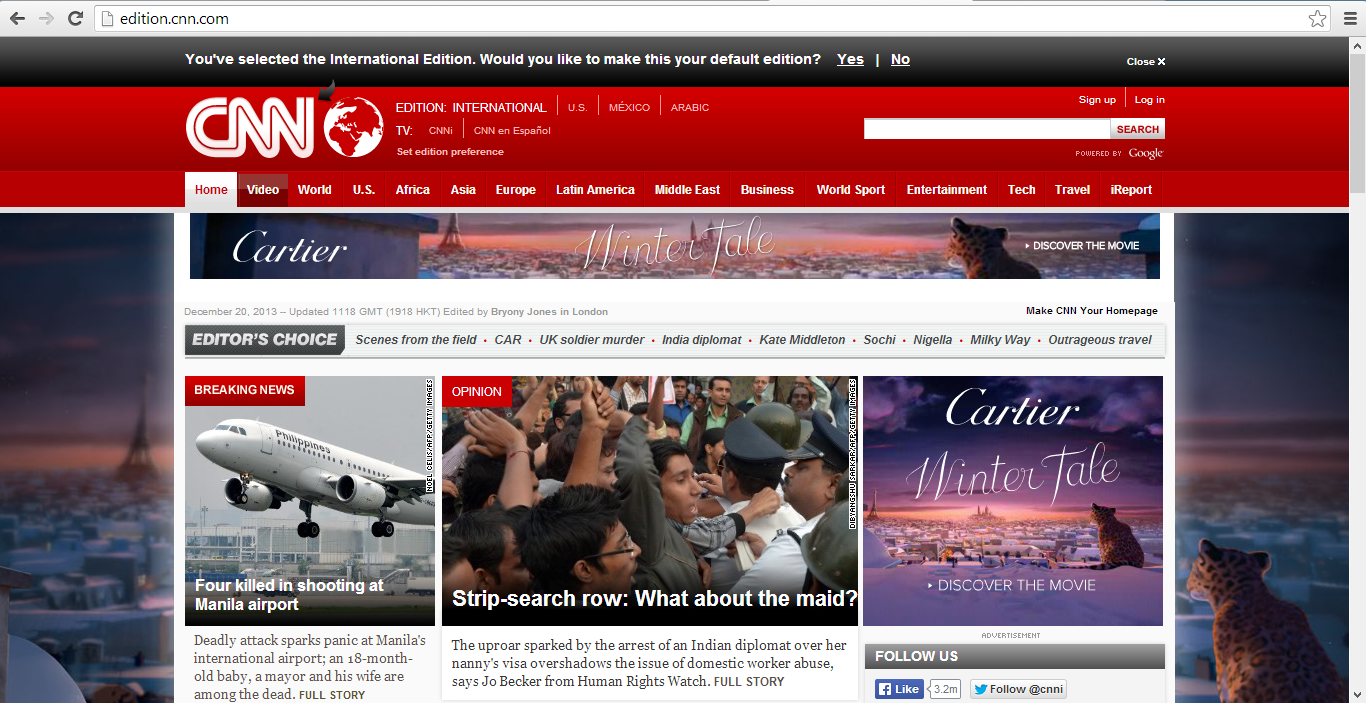 edition.cnn.com
You've selected the International Edition. Would you like to make this your default edition? Yes | No
Close ✖
CNN
EDITION: INTERNATIONAL U.S. MÉXICO ARABIC
TV: CNNi CNN en Español
Set edition preference
Sign up Log in
SEARCH
POWERED BY Google
Home Video World U.S. Africa Asia Europe Latin America Middle East Business World Sport Entertainment Tech Travel iReport
Cartier Winter Tale DISCOVER THE MOVIE
December 20, 2013 -- Updated 1118 GMT (1918 HKT) Edited by Bryony Jones in London
Make CNN Your Homepage
EDITOR'S CHOICE Scenes from the field • CAR • UK soldier murder • India diplomat • Kate Middleton • Sochi • Nigella • Milky Way • Outrageous travel
BREAKING NEWS
Philippines
NOEL CELIS/AFP/GETTY IMAGES
Four killed in shooting at
Manila airport
Deadly attack sparks panic at Manila's
international airport; an 18-month-
old baby, a mayor and his wife are
among the dead. FULL STORY
OPINION
DIBYANGSHU SARKAR/AFP/GETTY IMAGES
Strip-search row: What about the maid?
The uproar sparked by the arrest of an Indian diplomat over her
nanny's visa overshadows the issue of domestic worker abuse,
says Jo Becker from Human Rights Watch. FULL STORY
Cartier
Winter Tale
DISCOVER THE MOVIE
ADVERTISEMENT
FOLLOW US
Like 3.2m Follow @cnni